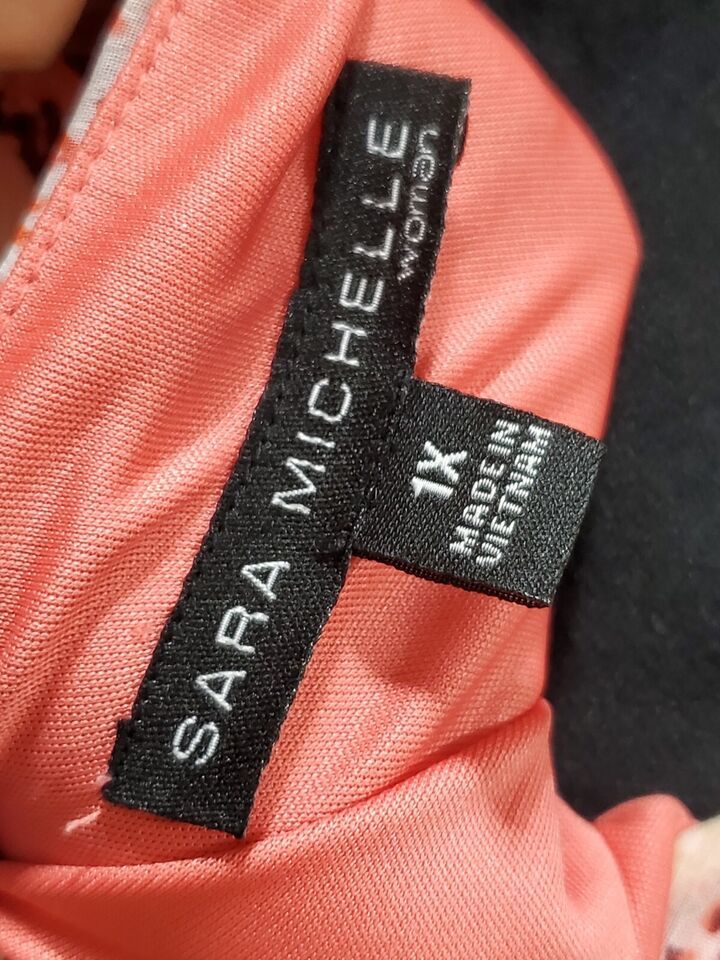 SARA MICHELLE
woman
1X
MADE IN
VIETNAM